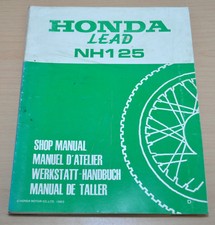 HONDA
LEAD
NH125
SHOP MANUAL
MANUEL D'ATELIER
WERKSTATT-HANDBUCH
MANUAL DE TALLER